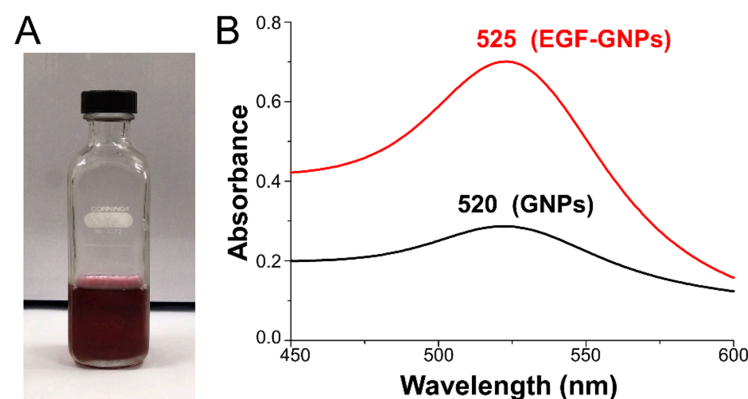 A
B
CORNING
525 (EGF-GNPs)
520 (GNPs)
Absorbance
0.8
0.6
0.4
0.2
0.0
450
500
550
600
Wavelength (nm)